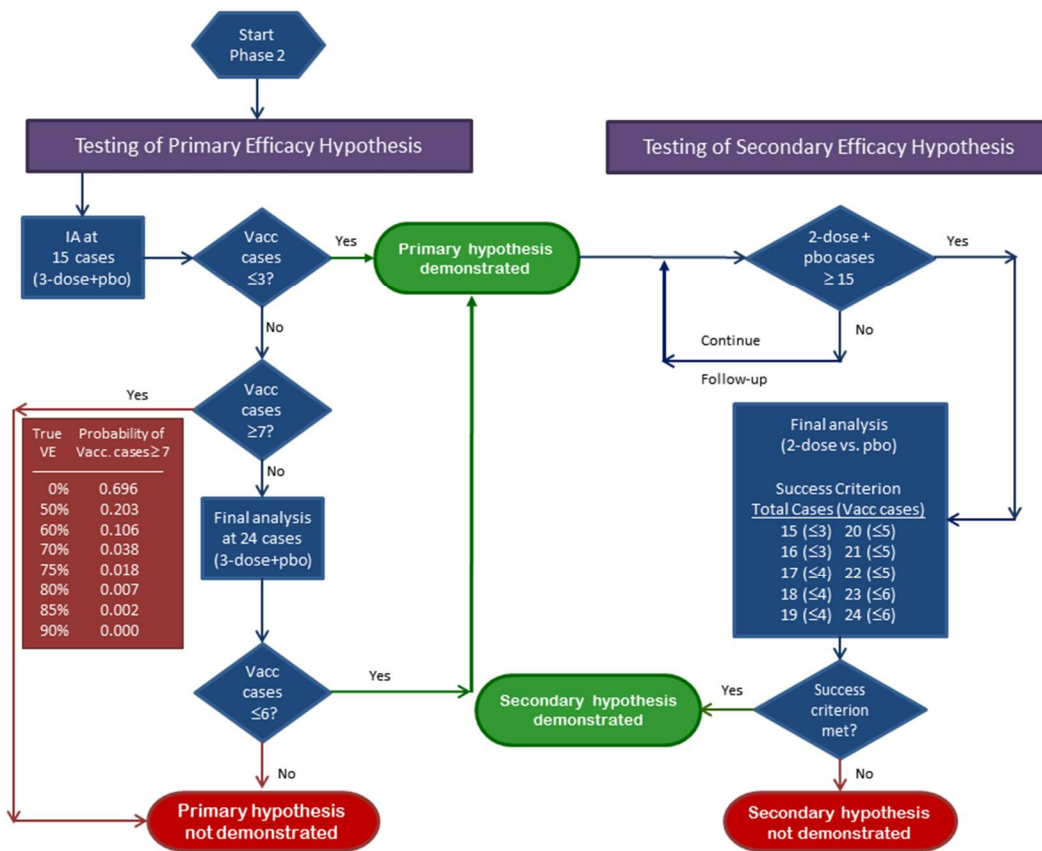 Start
Phase 2
Testing of Primary Efficacy Hypothesis
Testing of Secondary Efficacy Hypothesis
IA at
15 cases
(3-dose+pbo)
Vacc
cases
≤3?
Yes
Primary hypothesis
demonstrated
2-dose +
pbo cases
≥ 15
Yes
No
No
Continue
Follow-up
Vacc
cases
≥7?
Yes
True Probability of
VE Vacc. cases ≥ 7
0% 0.696
50% 0.203
60% 0.106
70% 0.038
75% 0.018
80% 0.007
85% 0.002
90% 0.000
No
Final analysis
at 24 cases
(3-dose+pbo)
Final analysis
(2-dose vs. pbo)
Success Criterion
Total Cases (Vacc cases)
15 (≤3) 20 (≤5)
16 (≤3) 21 (≤5)
17 (≤4) 22 (≤5)
18 (≤4) 23 (≤6)
19 (≤4) 24 (≤6)
Vacc
cases
≤6?
Yes
Secondary hypothesis
demonstrated
Yes
Success
criterion
met?
No
No
Primary hypothesis
not demonstrated
Secondary hypothesis
not demonstrated